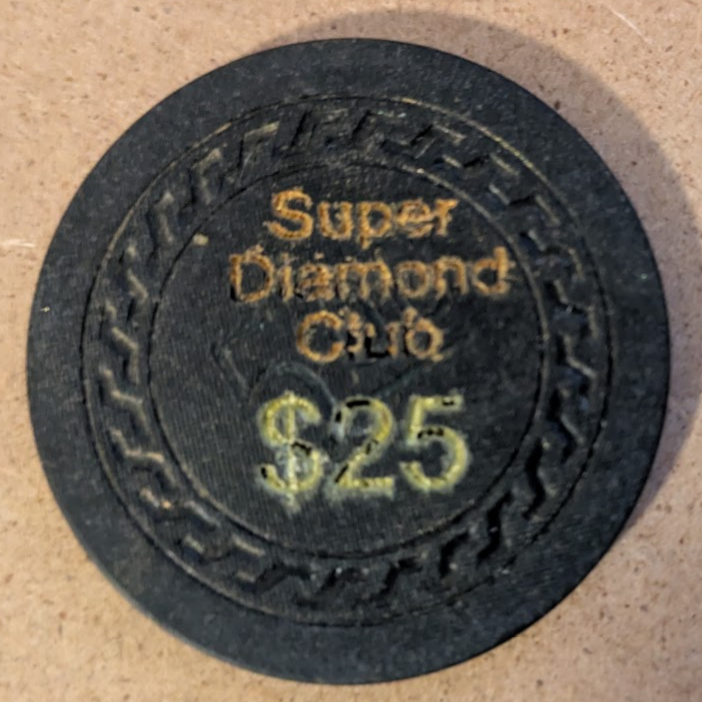 Super
Diamond
Club
$25